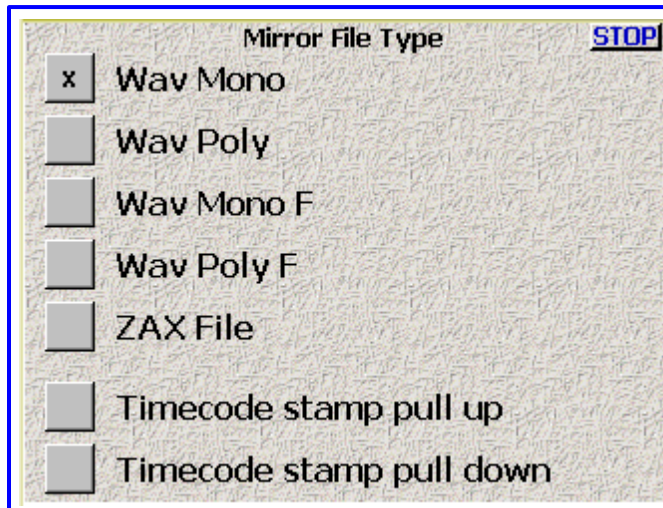 Mirror File Type STOP
x Wav Mono
Wav Poly
Wav Mono F
Wav Poly F
ZAX File
Timecode stamp pull up
Timecode stamp pull down